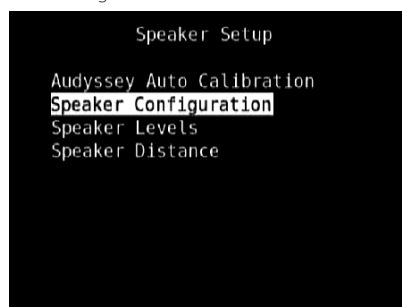 Speaker Setup
Audyssey Auto Calibration
Speaker Configuration
Speaker Levels
Speaker Distance